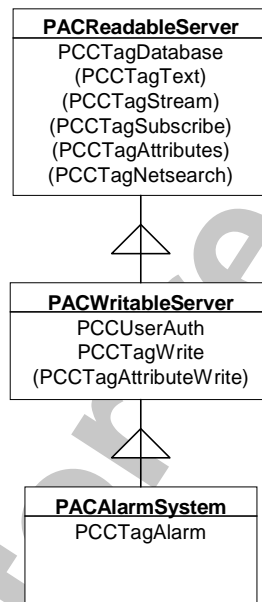 PACReadableServer
PCCTagDatabase
(PCCTagText)
(PCCTagStream)
(PCCTagSubscribe)
(PCCTagAttributes)
(PCCTagNetsearch)
PACWritableServer
PCCUserAuth
PCCTagWrite
(PCCTagAttributeWrite)
PACAlarmSystem
PCCTagAlarm